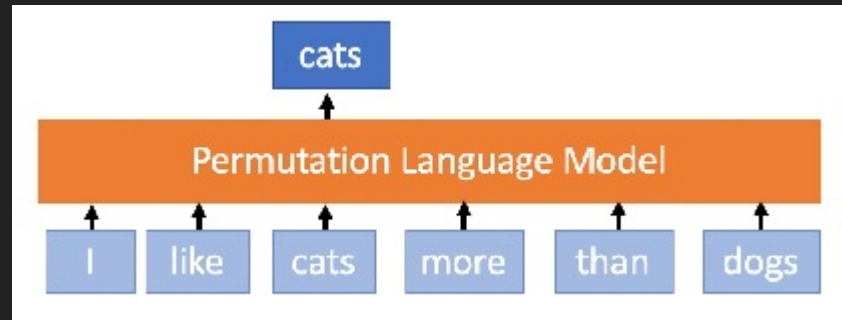 cats
Permutation Language Model
I like cats more than dogs